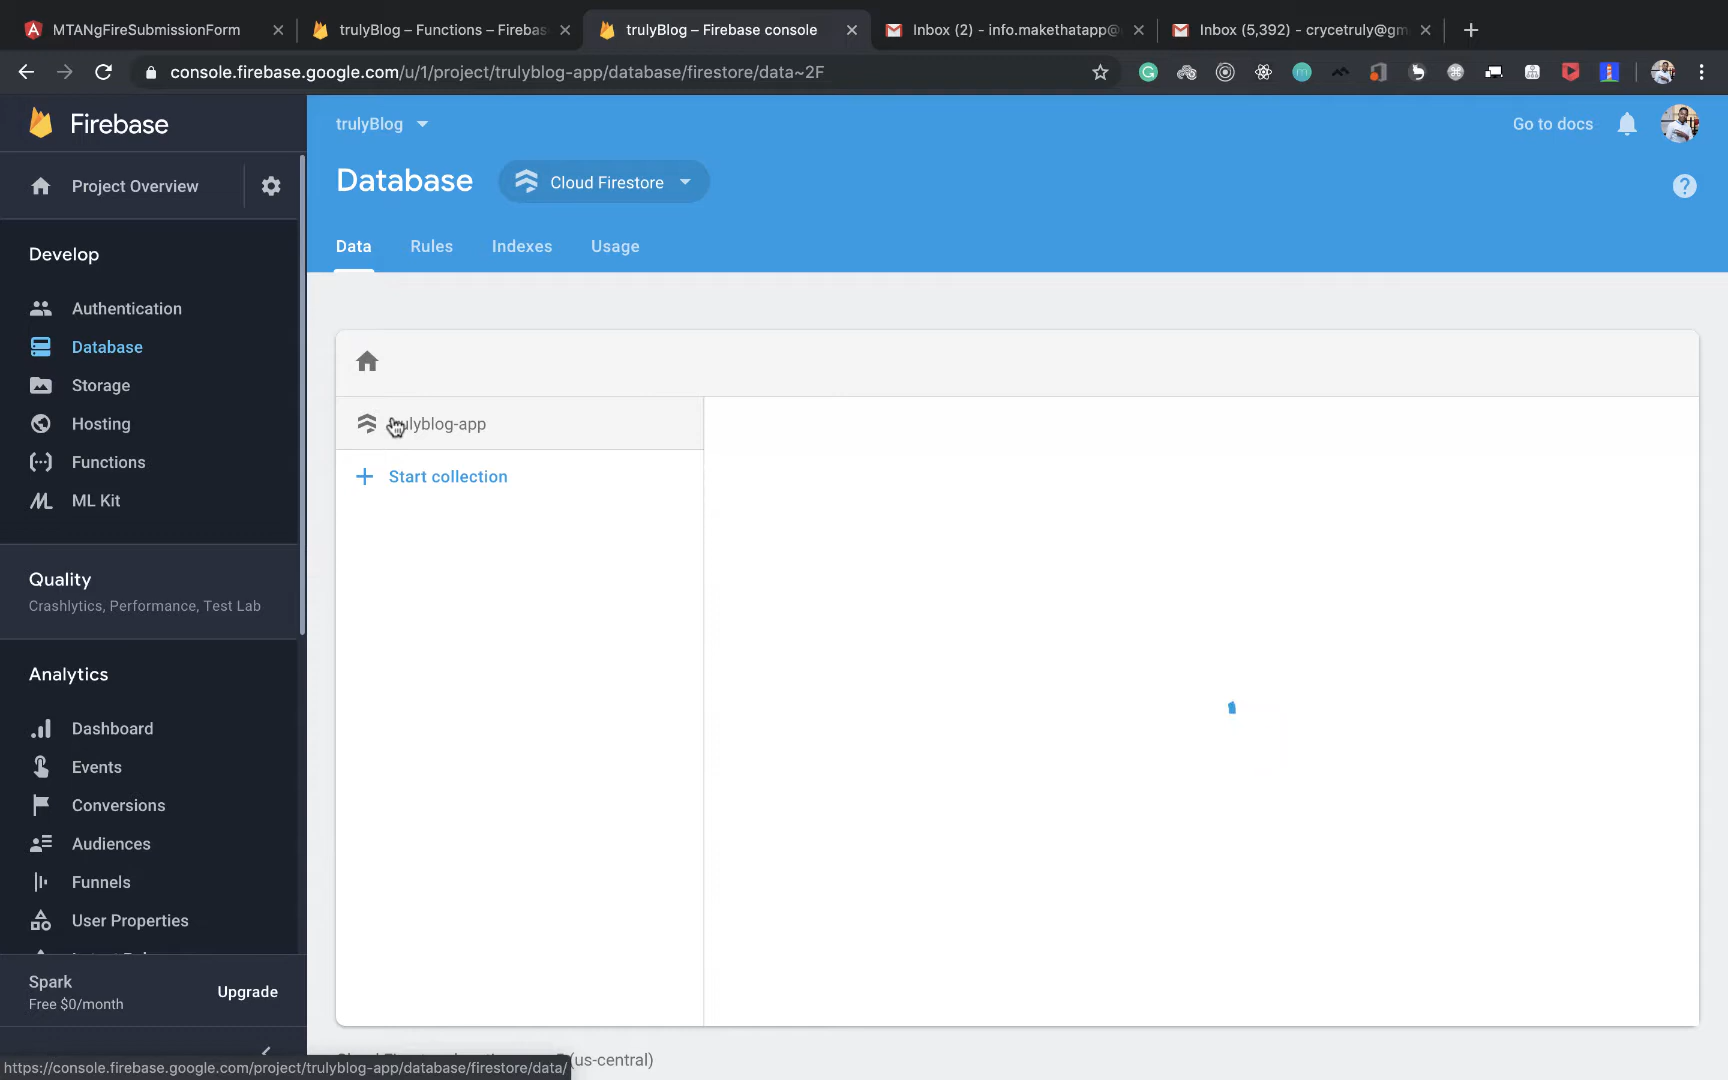 MTANgFireSubmissionForm
trulyBlog – Functions – Firebas
trulyBlog – Firebase console
Inbox (2) - info.makethatapp@
Inbox (5,392) - crycetruly@gm
console.firebase.google.com/u/1/project/trulyblog-app/database/firestore/data~2F
Firebase
Project Overview
Develop
Authentication
Database
Storage
Hosting
Functions
ML Kit
Quality
Crashlytics, Performance, Test Lab
Analytics
Dashboard
Events
Conversions
Audiences
Funnels
User Properties
Spark
Free $0/month
Upgrade
trulyBlog
Go to docs
Database
Cloud Firestore
Data
Rules
Indexes
Usage
trulyblog-app
Start collection
(us-central)
https://console.firebase.google.com/project/trulyblog-app/database/firestore/data/